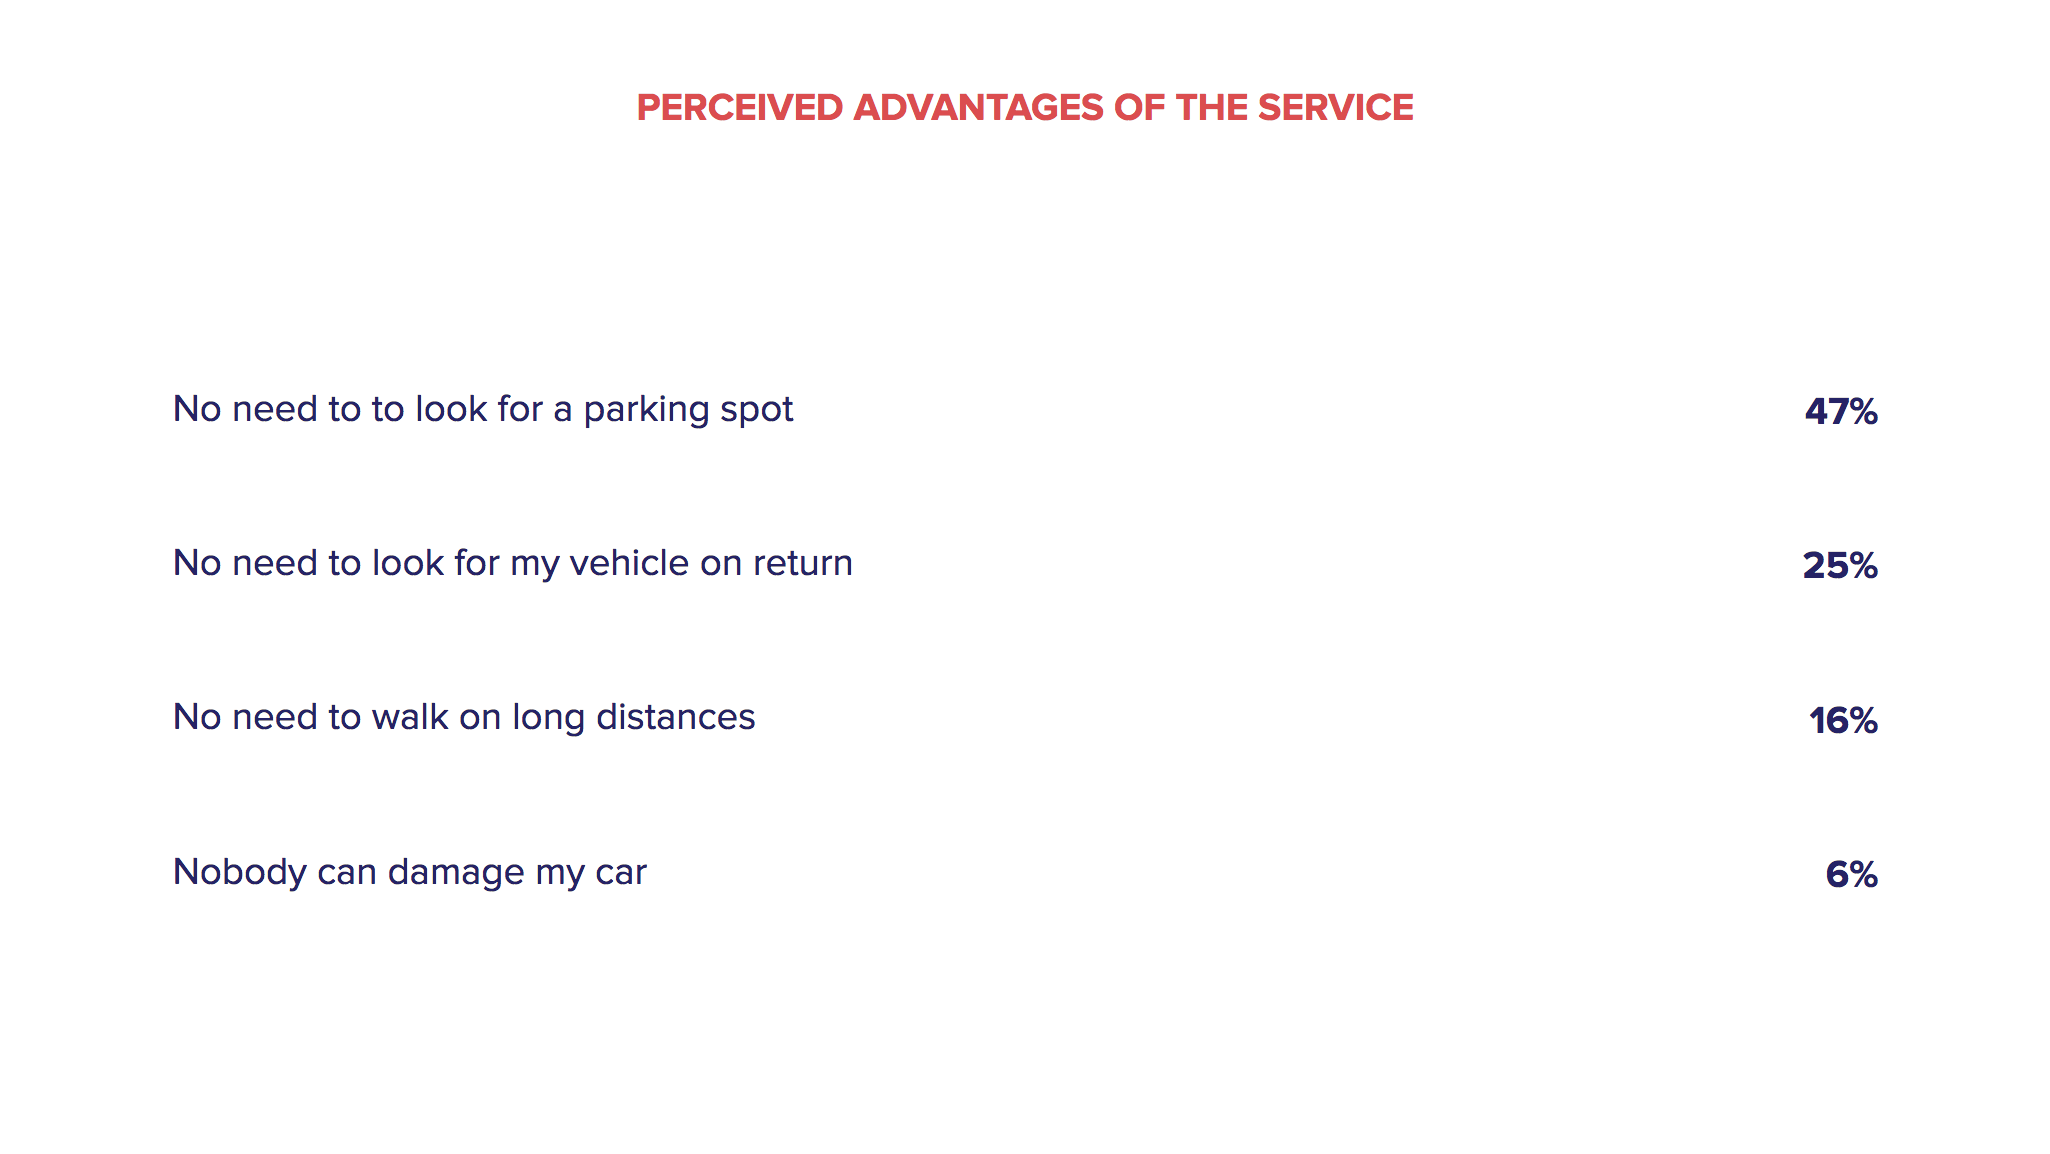 PERCEIVED ADVANTAGES OF THE SERVICE
No need to to look for a parking spot 47%
No need to look for my vehicle on return 25%
No need to walk on long distances 16%
Nobody can damage my car 6%